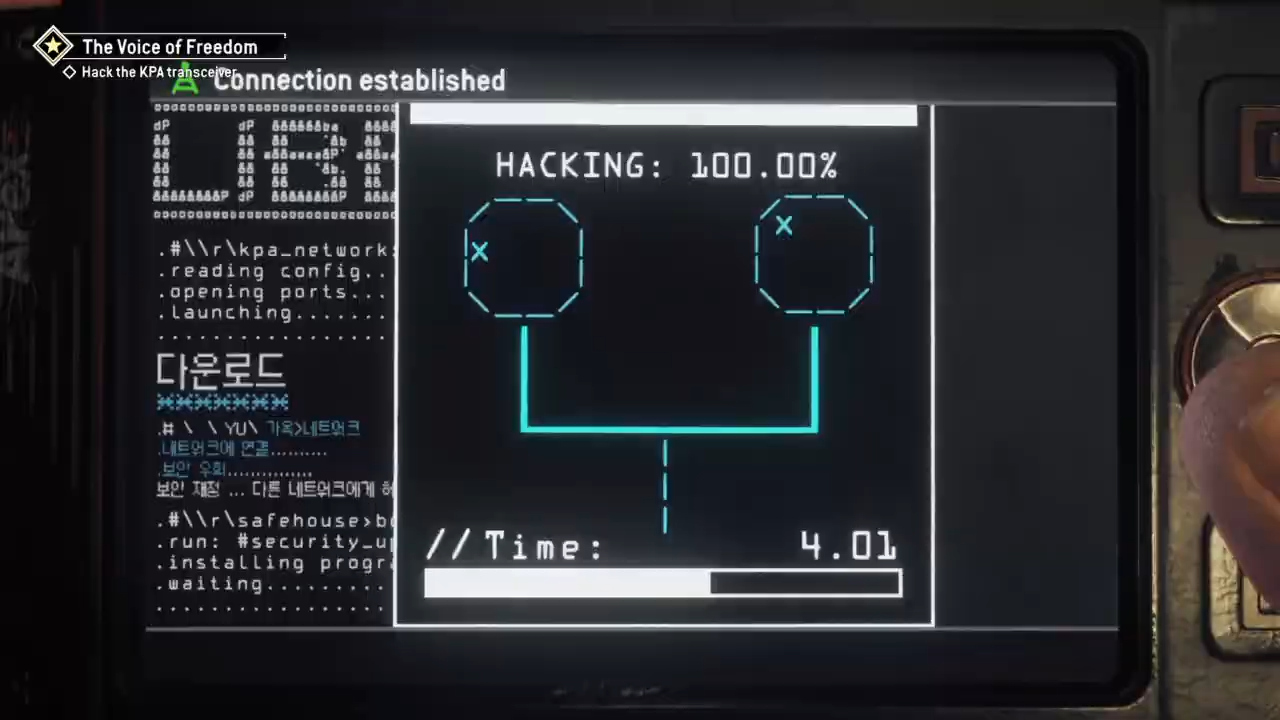 The Voice of Freedom
Hack the KPA transceiver
Connection established
HACKING: 100.00%
.#\\r\kpa_network
.reading config..
.opening ports...
.launching.......
다운로드
.# \ \ YU\ 가옥>네트워크
.네트워크에 연결..........
.보안 우회...............
보안 재정 ... 다른 네트워크에게
.#\\r\safehouse>b
.run: #security_u
.installing progr
.waiting.........
//Time: 4.01